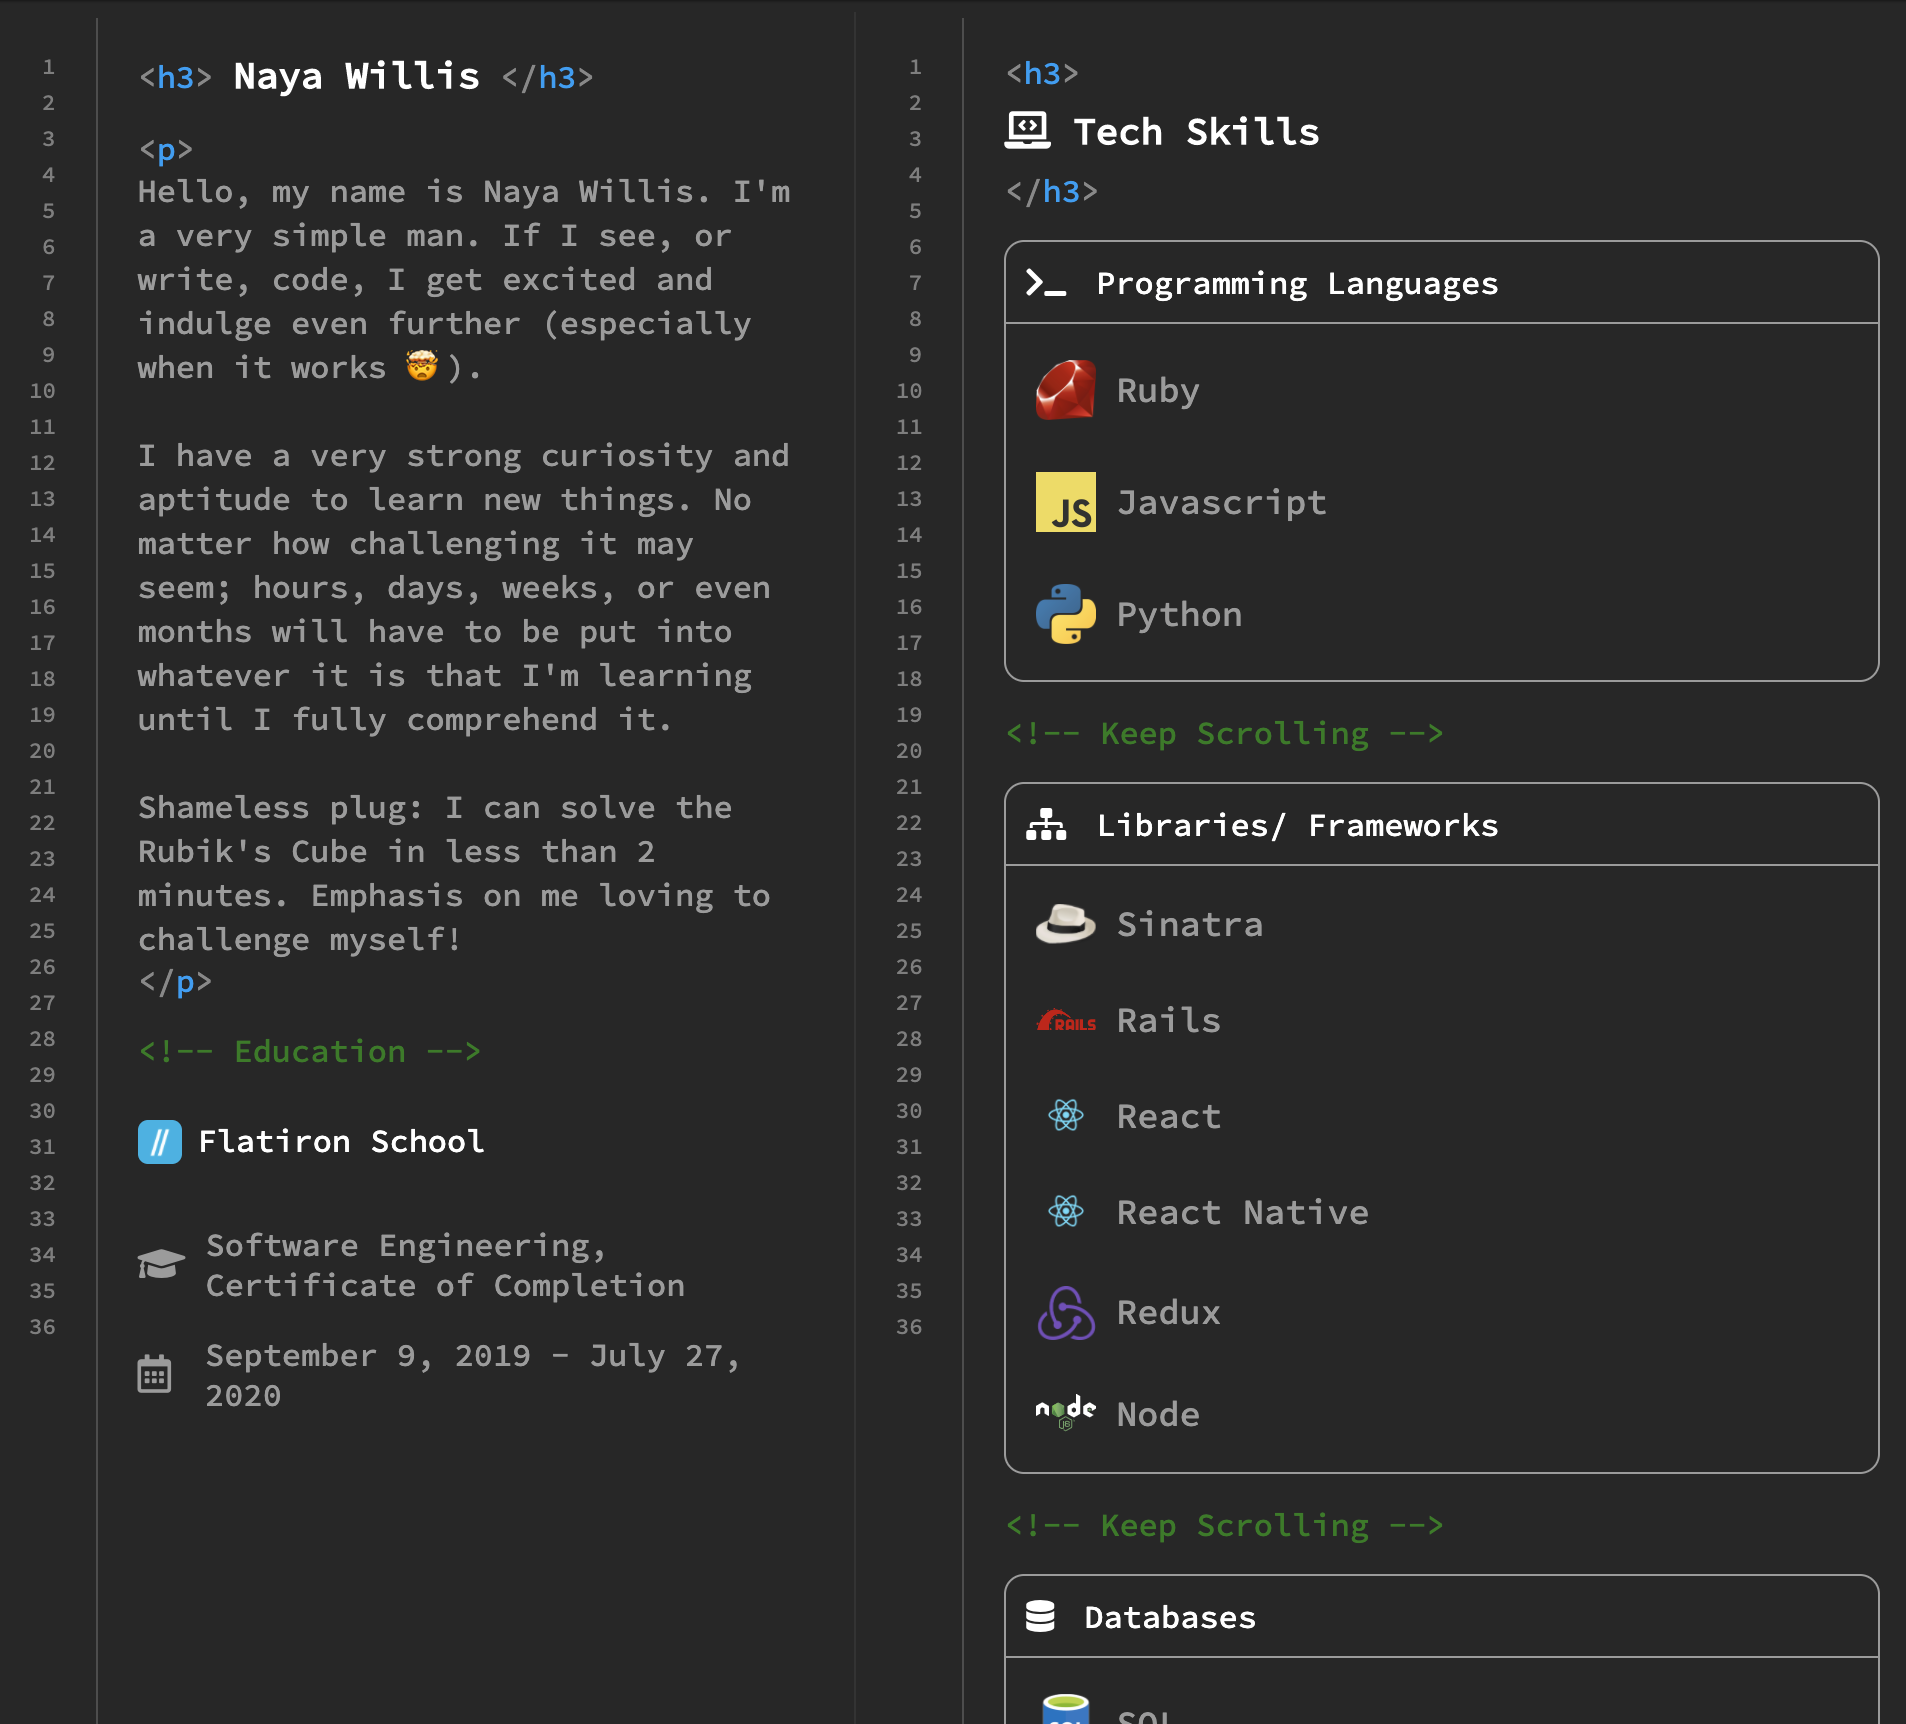 1
2
3
4
5
6
7
8
9
10
11
12
13
14
15
16
17
18
19
20
21
22
23
24
25
26
27
28
29
30
31
32
33
34
35
36
<h3> Naya Willis </h3>
<p>
Hello, my name is Naya Willis. I'm
a very simple man. If I see, or
write, code, I get excited and
indulge even further (especially
when it works 🤯).
I have a very strong curiosity and
aptitude to learn new things. No
matter how challenging it may
seem; hours, days, weeks, or even
months will have to be put into
whatever it is that I'm learning
until I fully comprehend it.
Shameless plug: I can solve the
Rubik's Cube in less than 2
minutes. Emphasis on me loving to
challenge myself!
</p>
<!-- Education -->
// Flatiron School
Software Engineering,
Certificate of Completion
September 9, 2019 - July 27,
2020
1
2
3
4
5
6
7
8
9
10
11
12
13
14
15
16
17
18
19
20
21
22
23
24
25
26
27
28
29
30
31
32
33
34
35
36
<h3>
Tech Skills
</h3>
Programming Languages
Ruby
JS Javascript
Python
<!-- Keep Scrolling -->
Libraries/ Frameworks
Sinatra
RAILS Rails
React
React Native
Redux
node JS Node
<!-- Keep Scrolling -->
Databases
SQL SQL